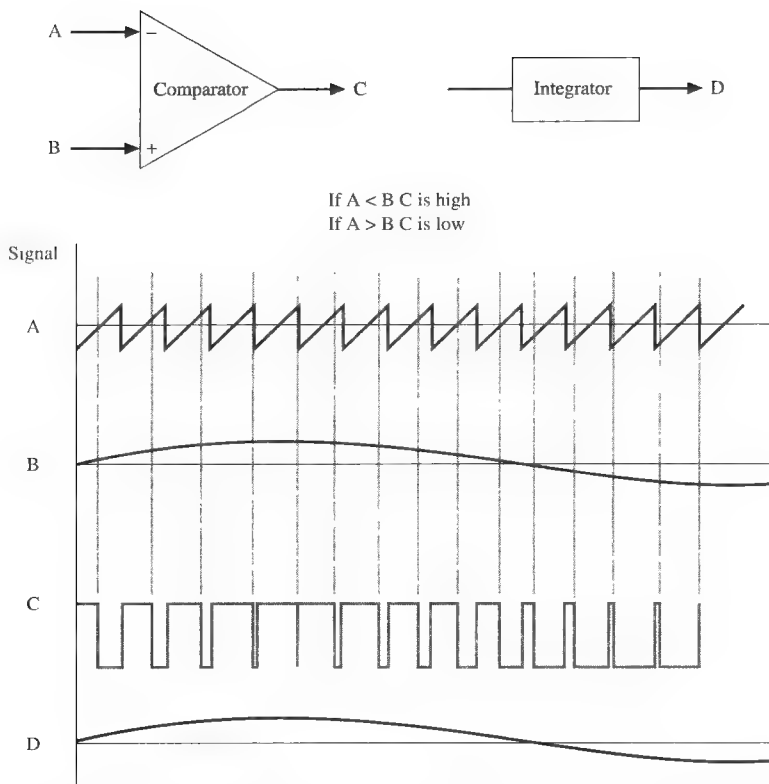 A
−
Comparator
C
B
+
Integrator
D
If A < B C is high
If A > B C is low
Signal
A
B
C
D